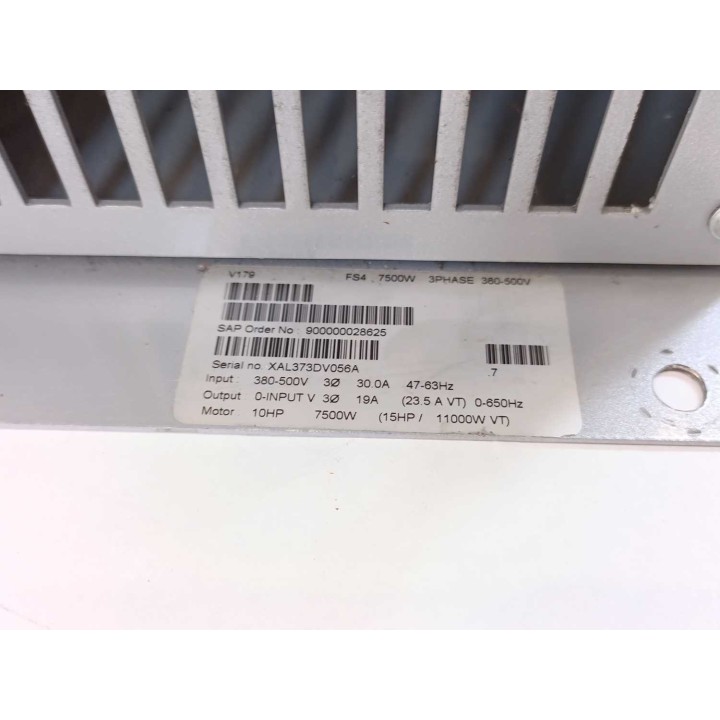 V179 FS4 7500W 3PHASE 380-500V
SAP Order No : 900000028625
Serial no. XAL373DV056A .7
Input : 380-500V 3Ø 30.0A 47-63Hz
Output 0-INPUT V 3Ø 19A (23.5 A VT) 0-650Hz
Motor 10HP 7500W (15HP / 11000W VT)